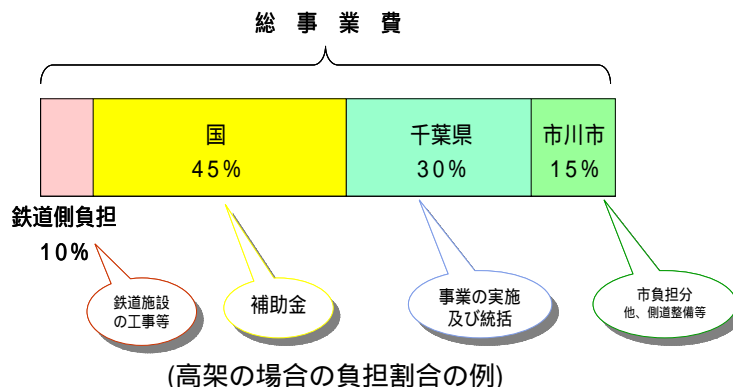 総 事 業 費
国
45%
千葉県
30%
市川市
15%
鉄道側負担
10%
鉄道施設
の工事等
補助金
事業の実施
及び統括
市負担分
他、側道整備等
(高架の場合の負担割合の例)